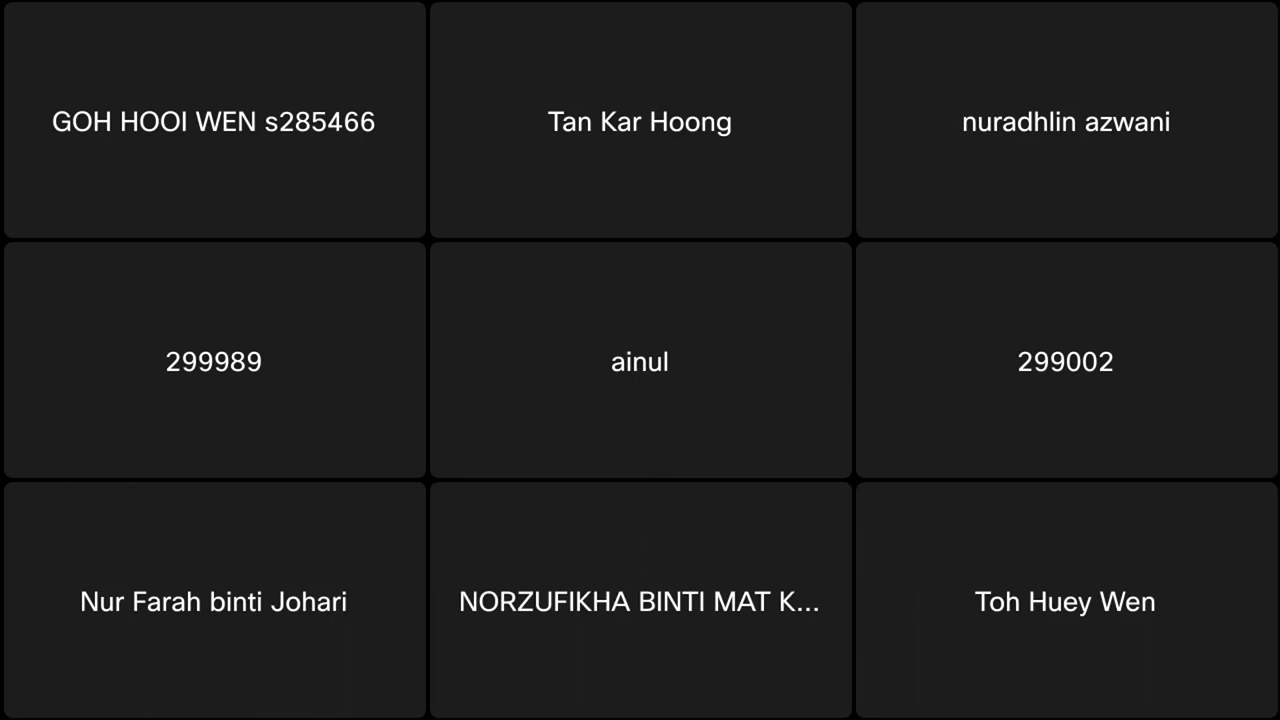 GOH HOOI WEN s285466
Tan Kar Hoong
nuradhlin azwani
299989
ainul
299002
Nur Farah binti Johari
NORZUFIKHA BINTI MAT K...
Toh Huey Wen